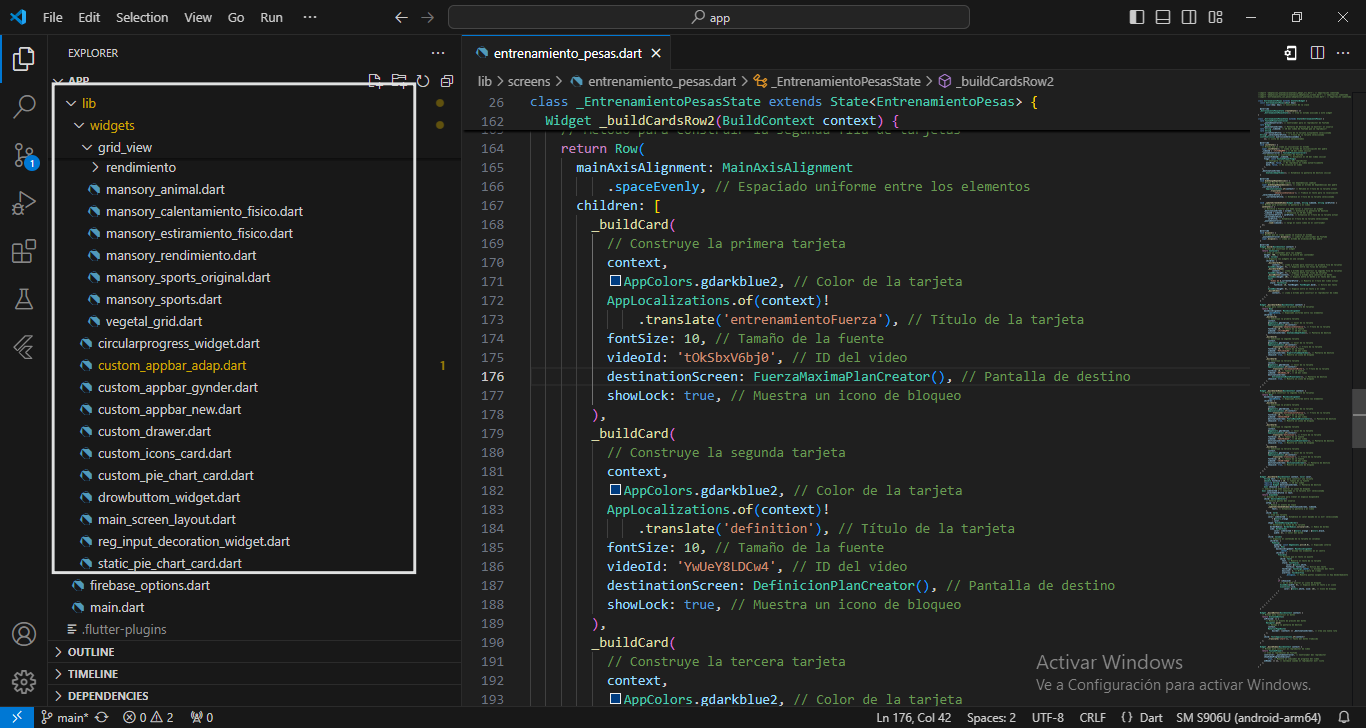 File Edit Selection View Go Run ··· app
EXPLORER ···
APP
lib
widgets
grid_view
rendimiento
mansory_animal.dart
mansory_calentamiento_fisico.dart
mansory_estiramiento_fisico.dart
mansory_rendimiento.dart
mansory_sports_original.dart
mansory_sports.dart
vegetal_grid.dart
circularprogress_widget.dart
custom_appbar_adap.dart 1
custom_appbar_gynder.dart
custom_appbar_new.dart
custom_drawer.dart
custom_icons_card.dart
custom_pie_chart_card.dart
drowbuttom_widget.dart
main_screen_layout.dart
reg_input_decoration_widget.dart
static_pie_chart_card.dart
firebase_options.dart
main.dart
.flutter-plugins
OUTLINE
TIMELINE
DEPENDENCIES
1
entrenamiento_pesas.dart
lib > screens > entrenamiento_pesas.dart > _EntrenamientoPesasState > _buildCardsRow2
26 class _EntrenamientoPesasState extends State<EntrenamientoPesas> {
162 Widget _buildCardsRow2(BuildContext context) {
163 // Método para construir la segunda fila de tarjetas
164 return Row(
165 mainAxisAlignment: MainAxisAlignment
166 .spaceEvenly, // Espaciado uniforme entre los elementos
167 children: [
168 _buildCard(
169 // Construye la primera tarjeta
170 context,
171 AppColors.gdarkblue2, // Color de la tarjeta
172 AppLocalizations.of(context)!
173 .translate('entrenamientoFuerza'), // Título de la tarjeta
174 fontSize: 10, // Tamaño de la fuente
175 videoId: 'tOkSbxV6bj0', // ID del video
176 destinationScreen: FuerzaMaximaPlanCreator(), // Pantalla de destino
177 showLock: true, // Muestra un icono de bloqueo
178 ),
179 _buildCard(
180 // Construye la segunda tarjeta
181 context,
182 AppColors.gdarkblue2, // Color de la tarjeta
183 AppLocalizations.of(context)!
184 .translate('definition'), // Título de la tarjeta
185 fontSize: 10, // Tamaño de la fuente
186 videoId: 'YwUeY8LDCw4', // ID del video
187 destinationScreen: DefinicionPlanCreator(), // Pantalla de destino
188 showLock: true, // Muestra un icono de bloqueo
189 ),
190 _buildCard(
191 // Construye la tercera tarjeta
192 context,
193 AppColors.gdarkblue2, // Color de la tarjeta
Activar Windows
Ve a Configuración para activar Windows.
main* 0 2 0 Ln 176, Col 42 Spaces: 2 UTF-8 CRLF {} Dart SM S906U (android-arm64)